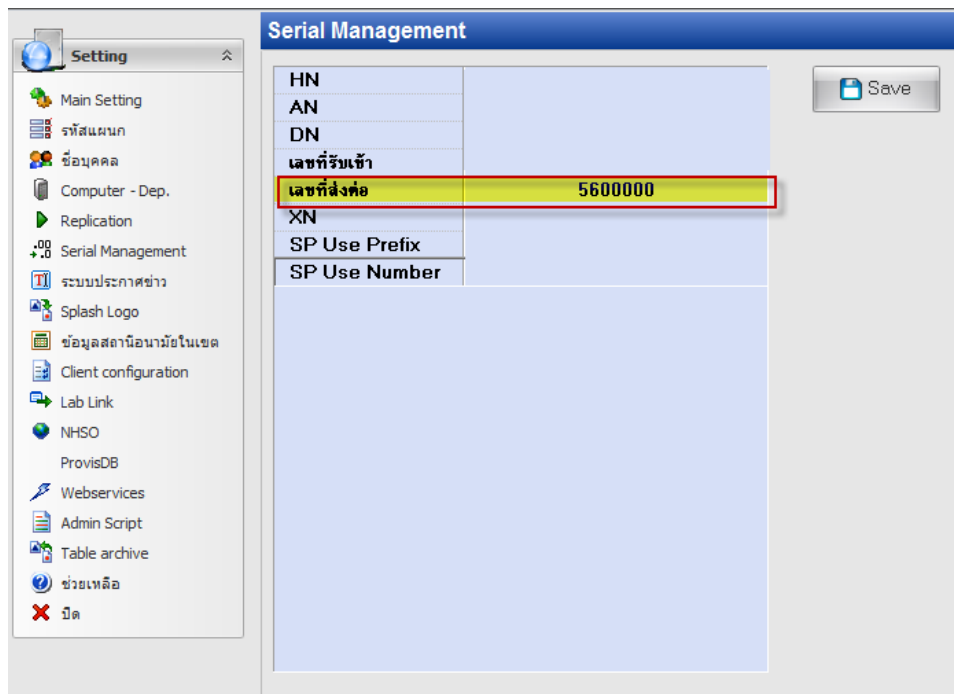 Serial Management
Setting
Main Setting
รหัสแผนก
ชื่อบุคคล
Computer - Dep.
Replication
Serial Management
ระบบประกาศข่าว
Splash Logo
ข้อมูลสถานีอนามัยในเขต
Client configuration
Lab Link
NHSO
ProvisDB
Webservices
Admin Script
Table archive
ช่วยเหลือ
ปิด
HN
AN
DN
เลขที่รับเข้า
เลขที่ส่งต่อ 5600000
XN
SP Use Prefix
SP Use Number
Save